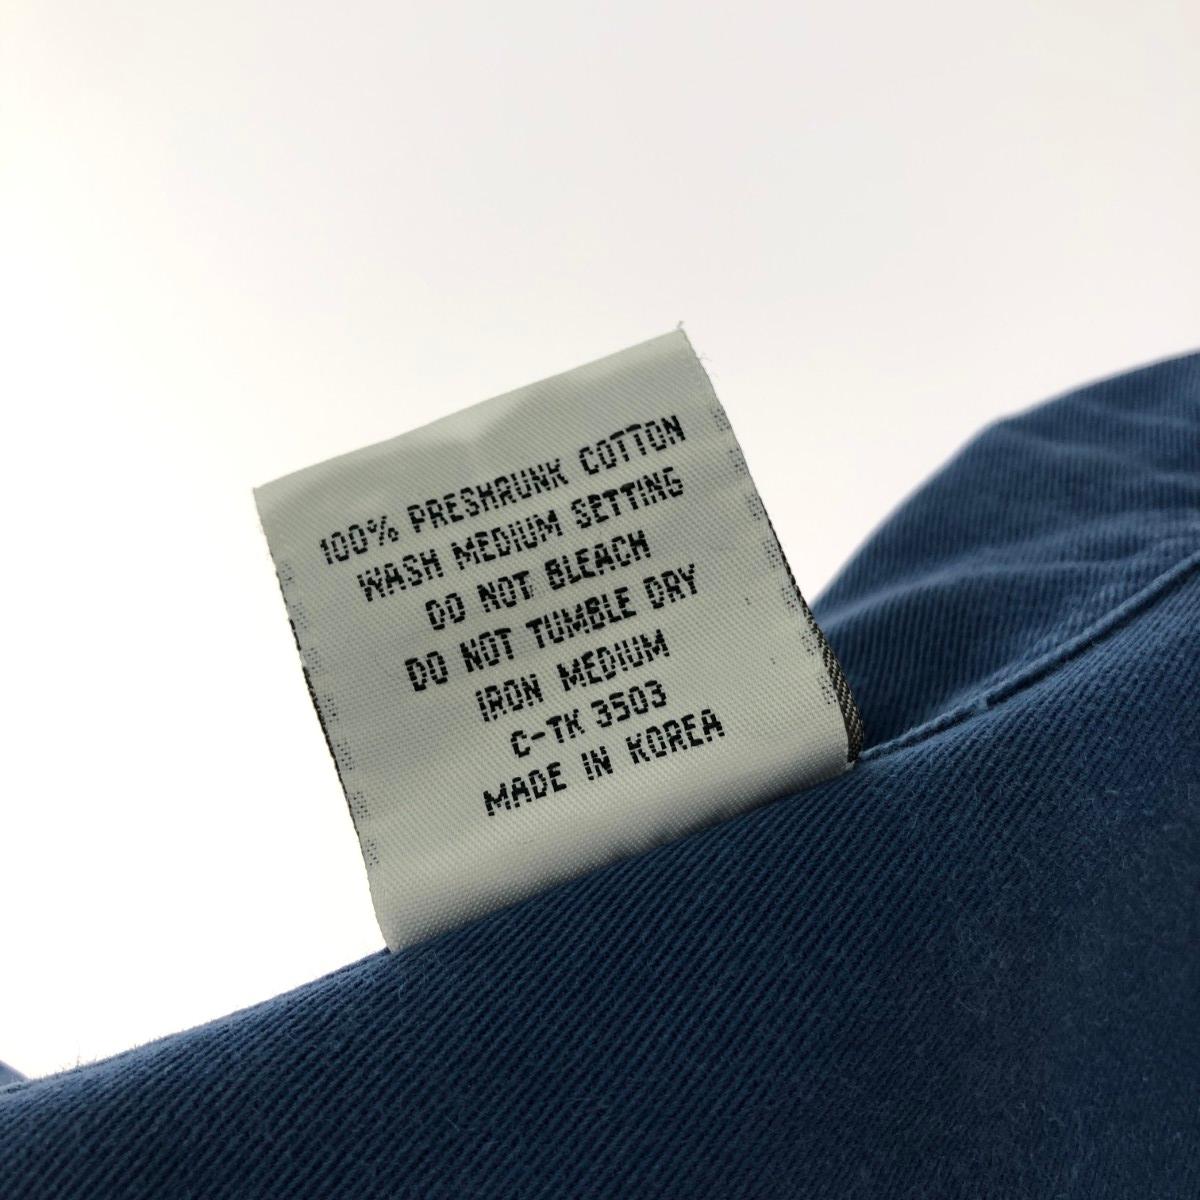 100% PRESHRUNK COTTON
WASH MEDIUM SETTING
DO NOT BLEACH
DO NOT TUMBLE DRY
IRON MEDIUM
C-TK 3503
MADE IN KOREA